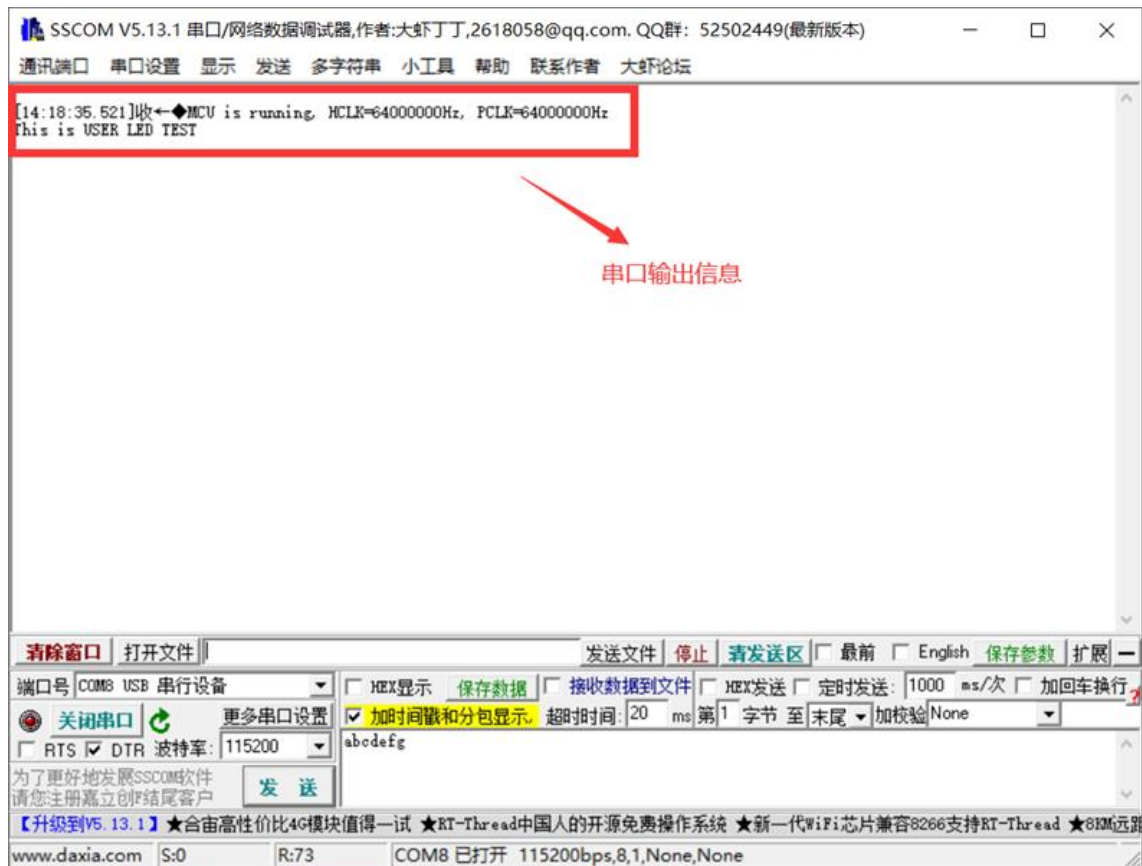 SSCOM V5.13.1 串口/网络数据调试器,作者:大虾丁丁,2618058@qq.com. QQ群: 52502449(最新版本)
通讯端口 串口设置 显示 发送 多字符串 小工具 帮助 联系作者 大虾论坛
[14:18:35.521]收←◆MCU is running, HCLK=64000000Hz, PCLK=64000000Hz
This is USER LED TEST
串口输出信息
清除窗口 打开文件 发送文件 停止 清发送区 最前 English 保存参数 扩展 —
端口号 COM8 USB 串行设备 HEX显示 保存数据 接收数据到文件 HEX发送 定时发送: 1000 ms/次 加回车换行
关闭串口 更多串口设置 加时间戳和分包显示, 超时时间: 20 ms 第1 字节 至 末尾 加校验 None
RTS DTR 波特率: 115200 abcdefg
为了更好地发展SSCOM软件
请您注册嘉立创F结尾客户
发 送
【升级到V5.13.1】★合宙高性价比4G模块值得一试 ★RT-Thread中国人的开源免费操作系统 ★新一代WiFi芯片兼容8266支持RT-Thread ★8KM远距
www.daxia.com S:0 R:73 COM8 已打开 115200bps,8,1,None,None